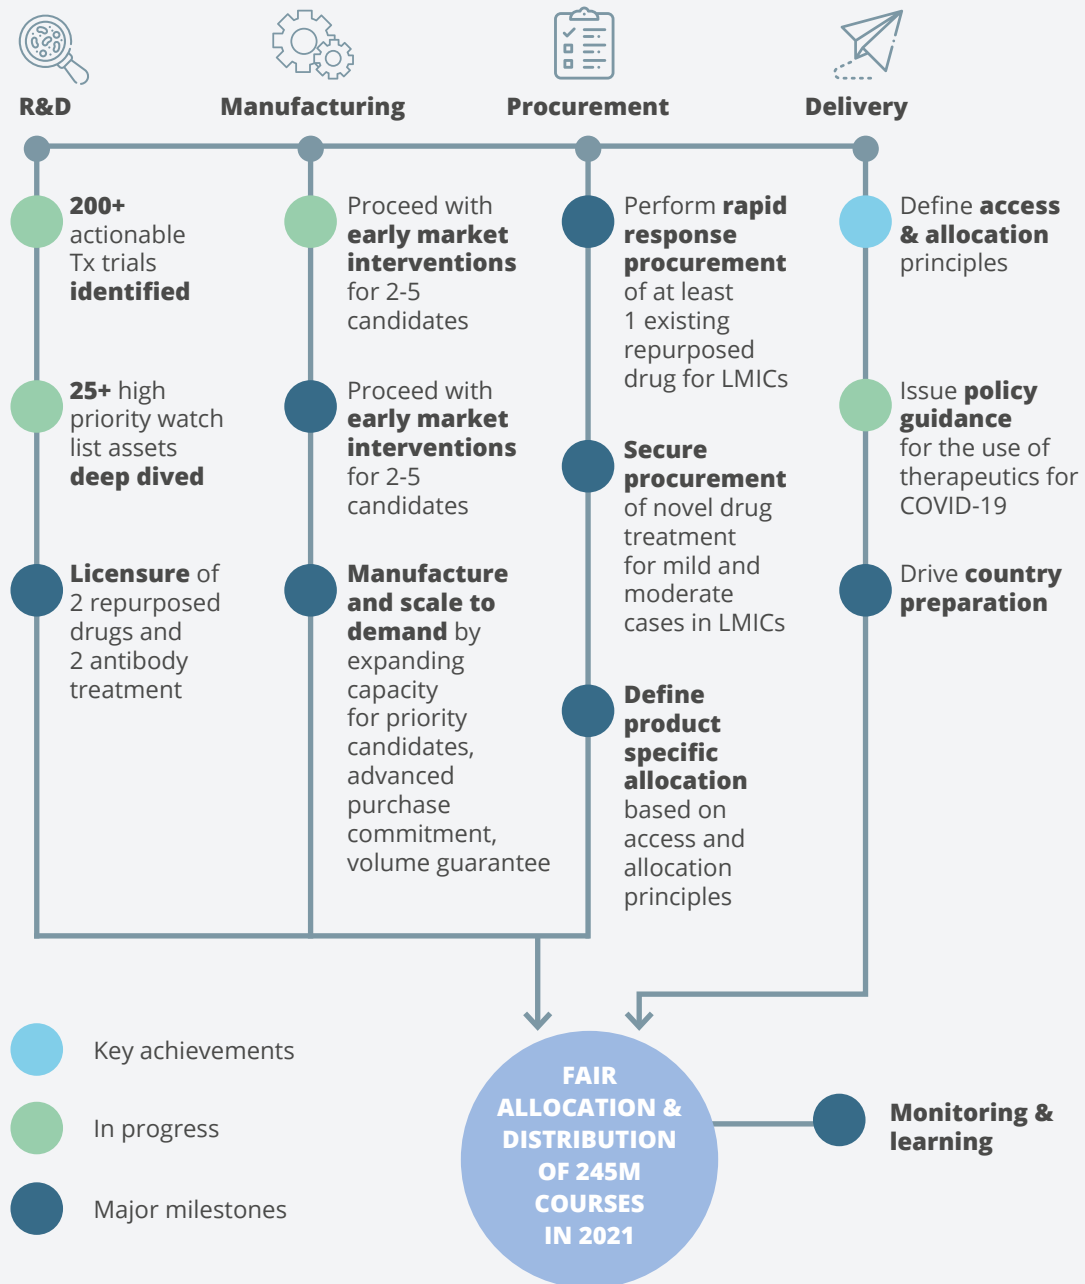 R&D
Manufacturing
Procurement
Delivery
200+
actionable
Tx trials
identified
25+ high
priority watch
list assets
deep dived
Licensure of
2 repurposed
drugs and
2 antibody
treatment
Proceed with
early market
interventions
for 2-5
candidates
Proceed with
early market
interventions
for 2-5
candidates
Manufacture
and scale to
demand by
expanding
capacity
for priority
candidates,
advanced
purchase
commitment,
volume guarantee
Perform rapid
response
procurement
of at least
1 existing
repurposed
drug for LMICs
Secure
procurement
of novel drug
treatment
for mild and
moderate
cases in LMICs
Define
product
specific
allocation
based on
access and
allocation
principles
Define access
& allocation
principles
Issue policy
guidance
for the use of
therapeutics for
COVID-19
Drive country
preparation
Key achievements
In progress
Major milestones
FAIR
ALLOCATION &
DISTRIBUTION
OF 245M
COURSES
IN 2021
Monitoring &
learning